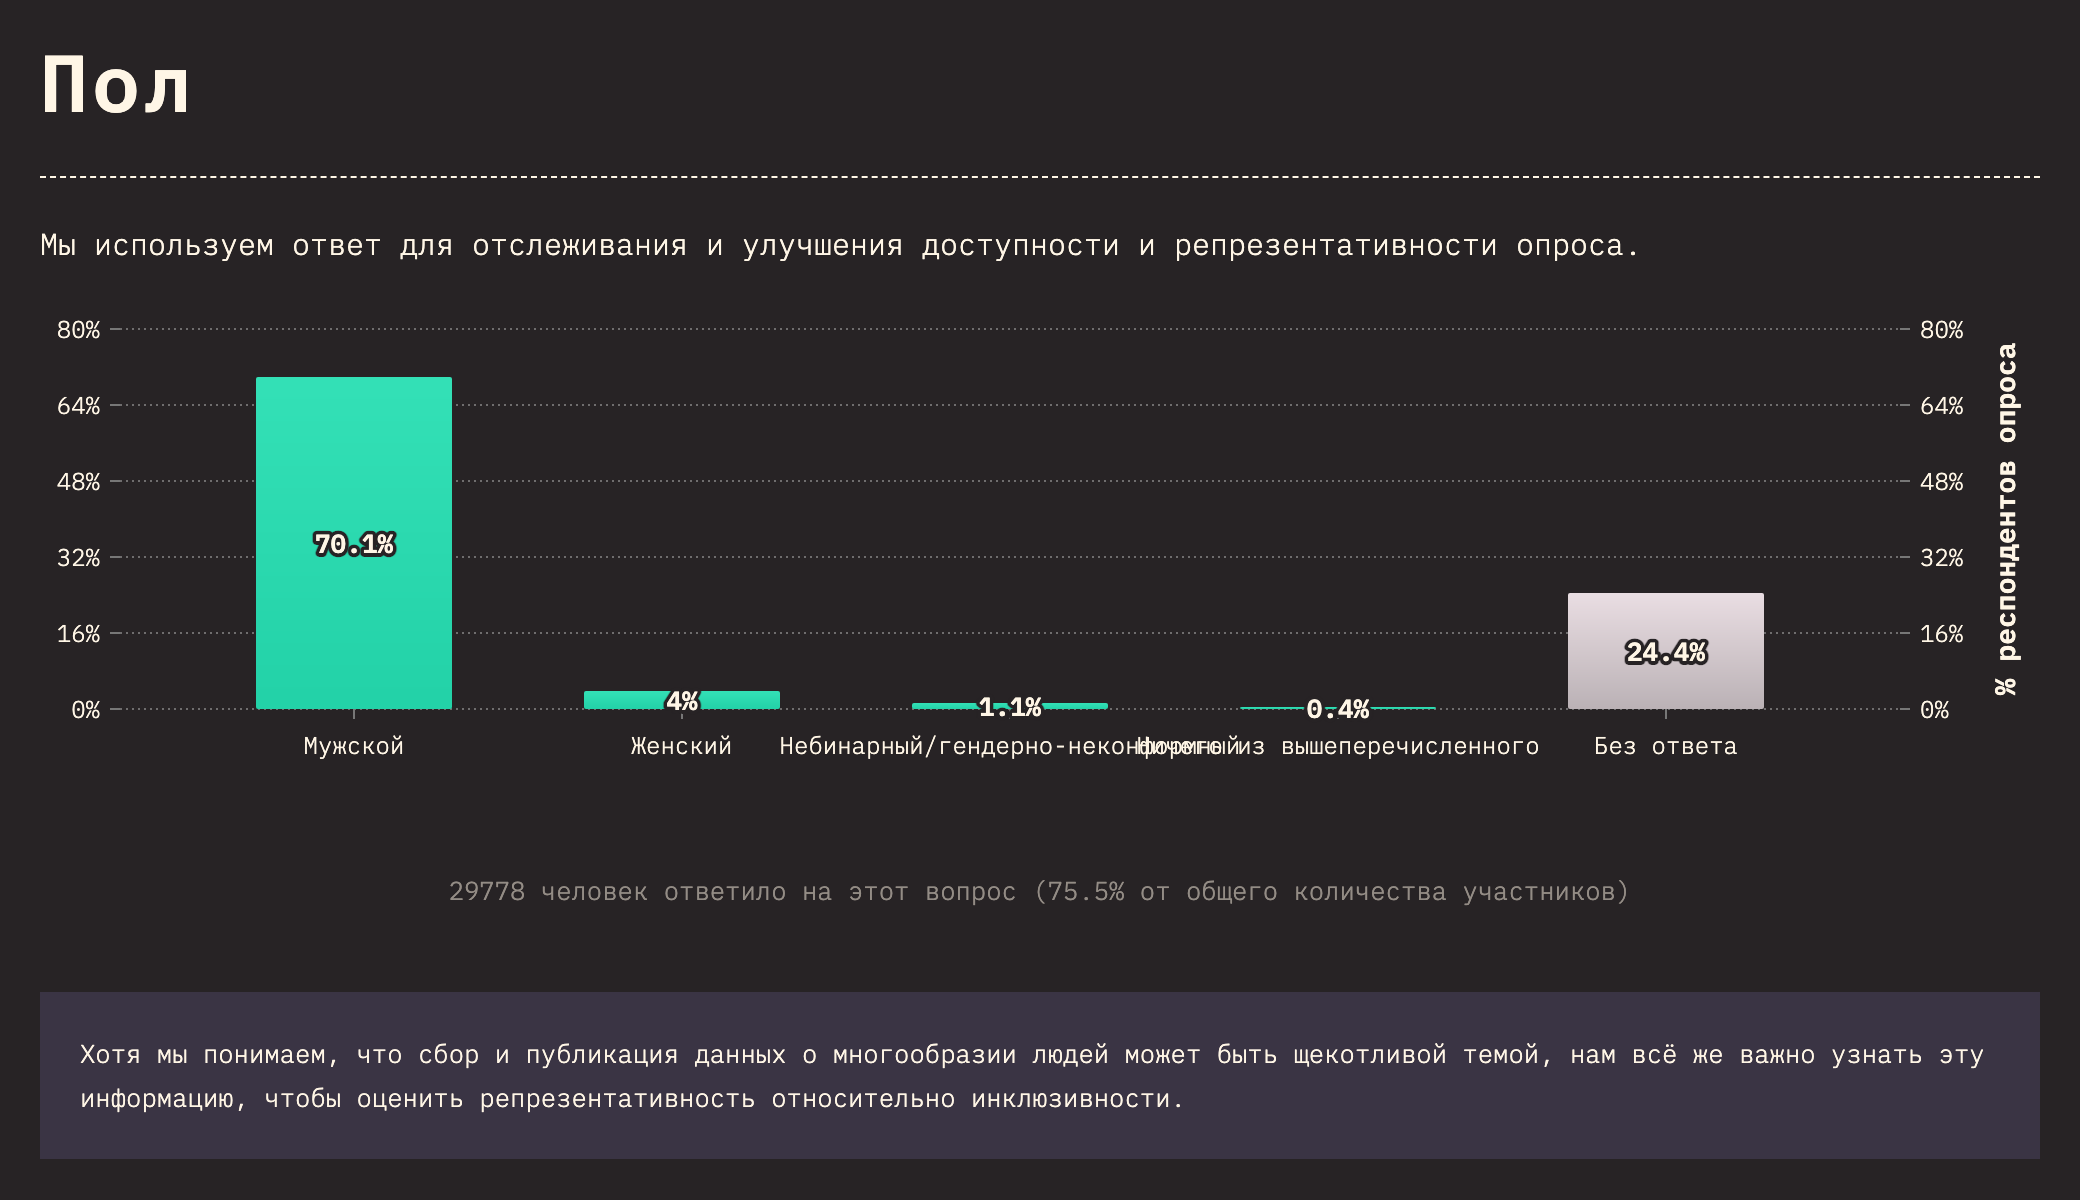 Пол
Мы используем ответ для отслеживания и улучшения доступности и репрезентативности опроса.
80%
64%
48%
32%
16%
0%
70.1%
4%
1.1%
0.4%
24.4%
80%
64%
48%
32%
16%
0%
% респондентов опроса
Мужской
Женский
Небинарный/гендерно-неконформный
Ничего из вышеперечисленного
Без ответа
29778 человек ответило на этот вопрос (75.5% от общего количества участников)
Хотя мы понимаем, что сбор и публикация данных о многообразии людей может быть щекотливой темой, нам всё же важно узнать эту
информацию, чтобы оценить репрезентативность относительно инклюзивности.